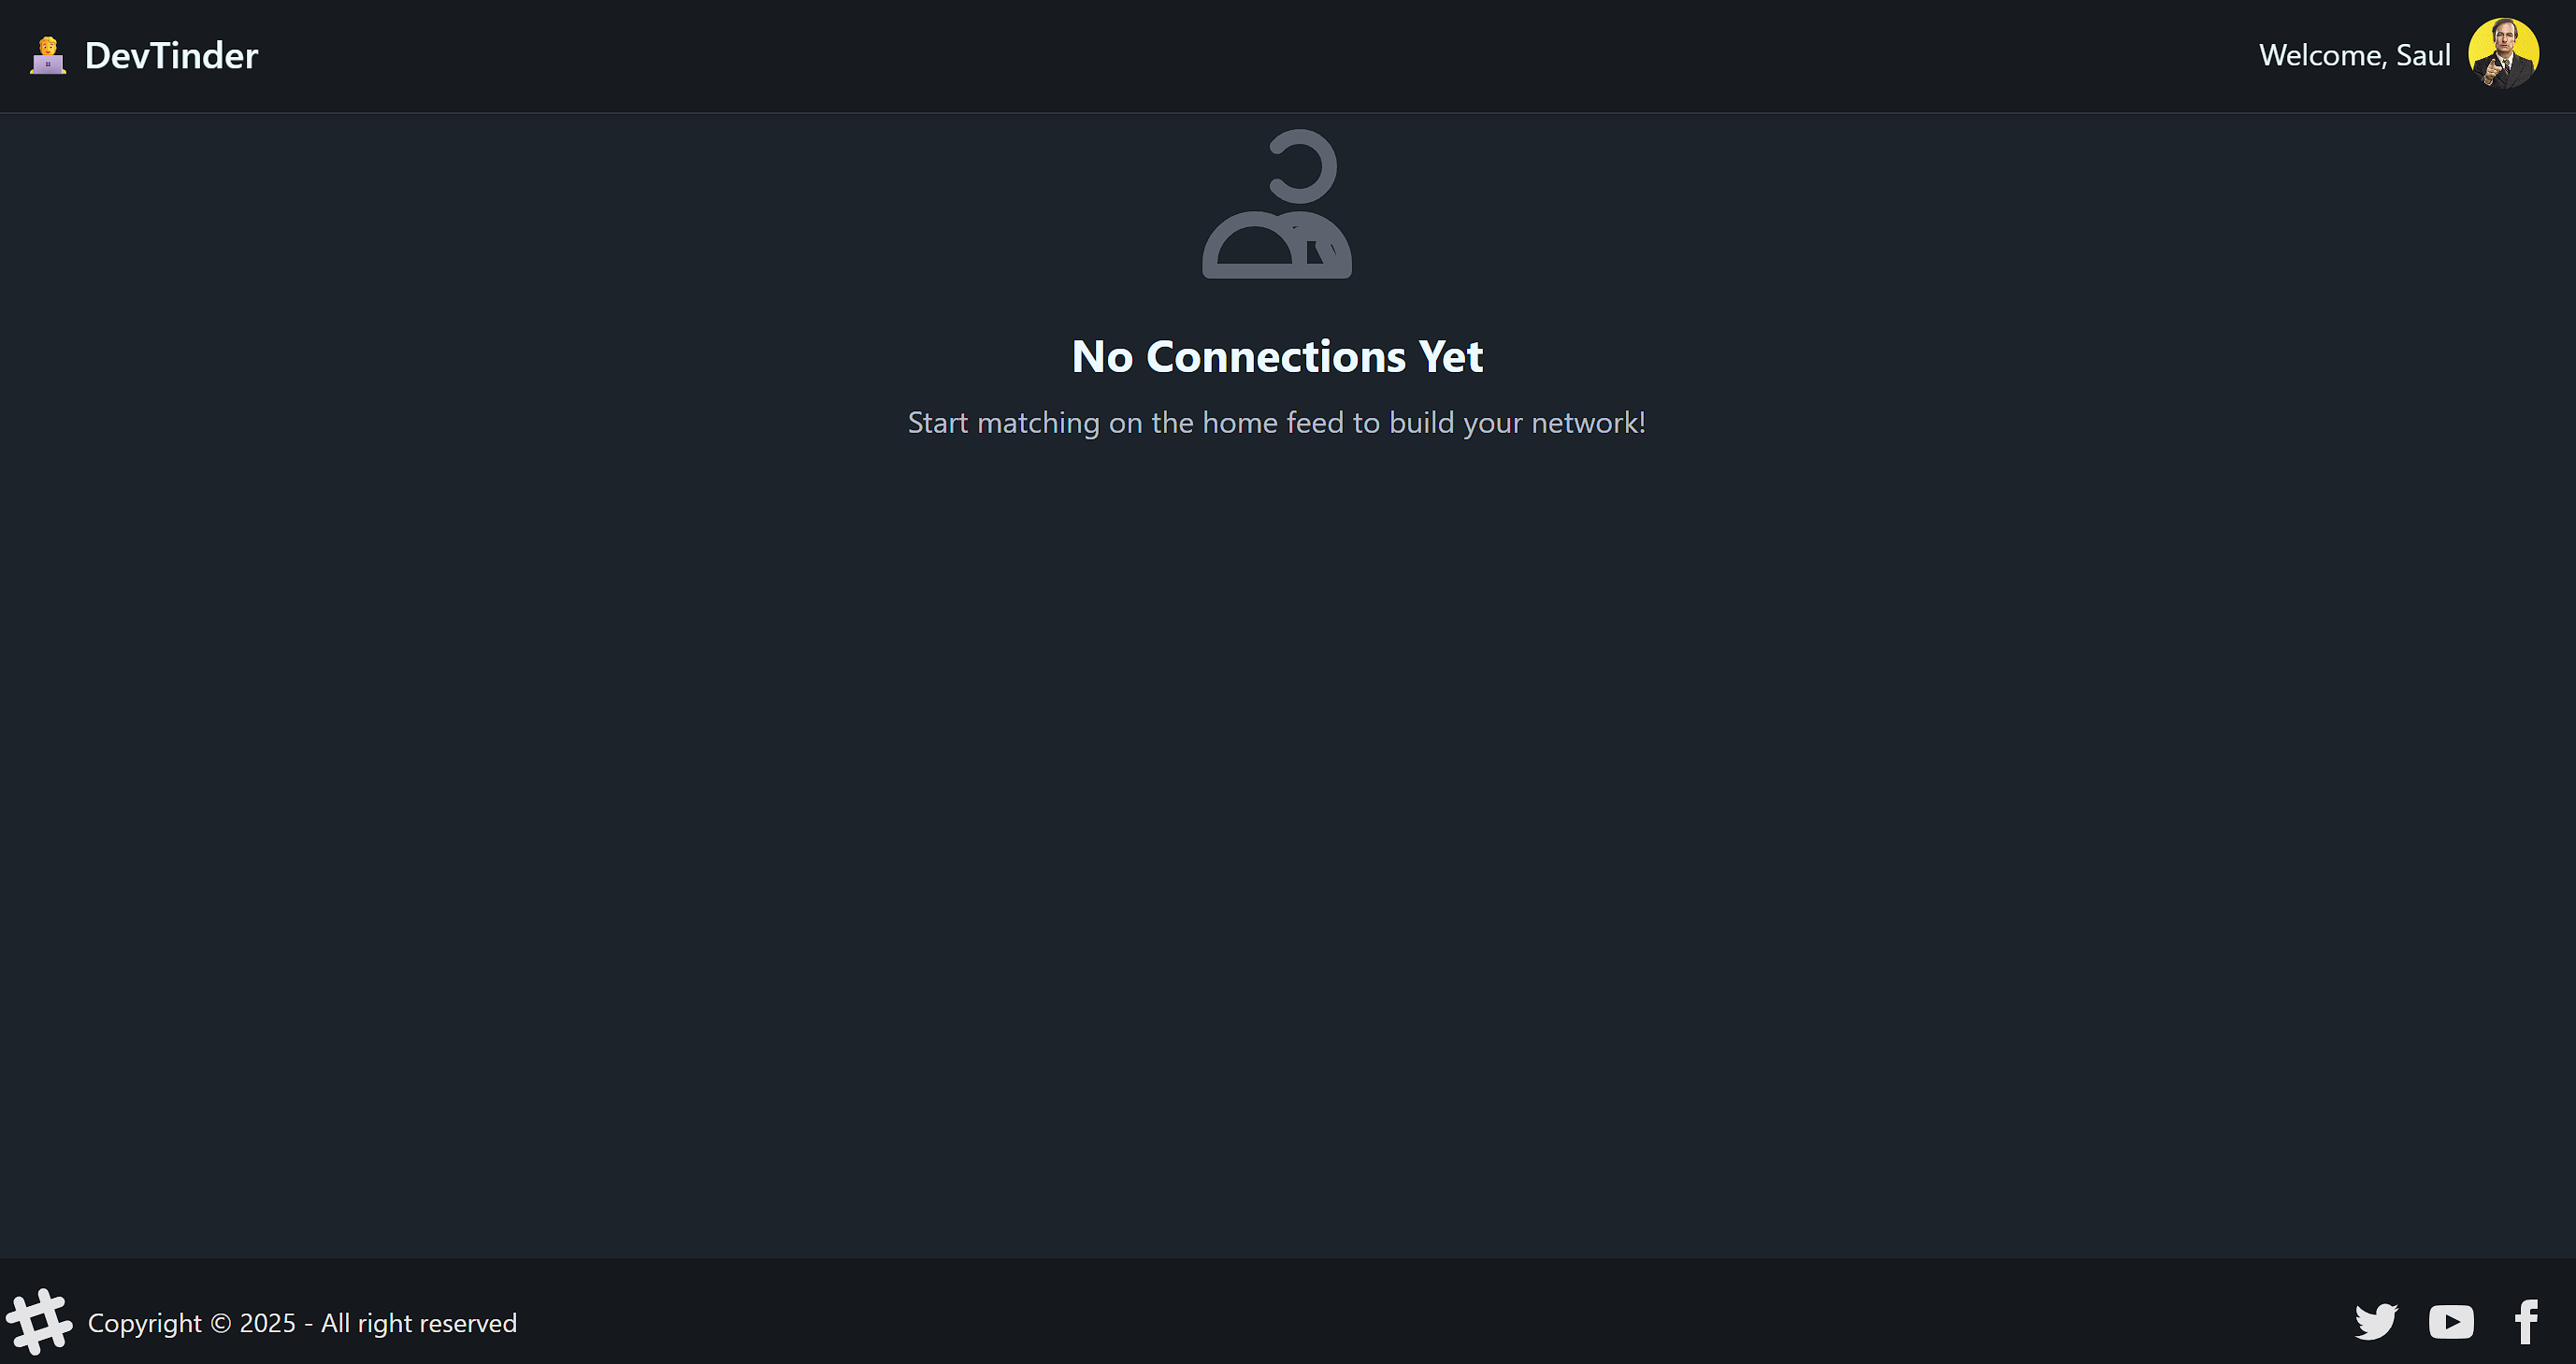 DevTinder
Welcome, Saul
No Connections Yet
Start matching on the home feed to build your network!
Copyright © 2025 - All right reserved